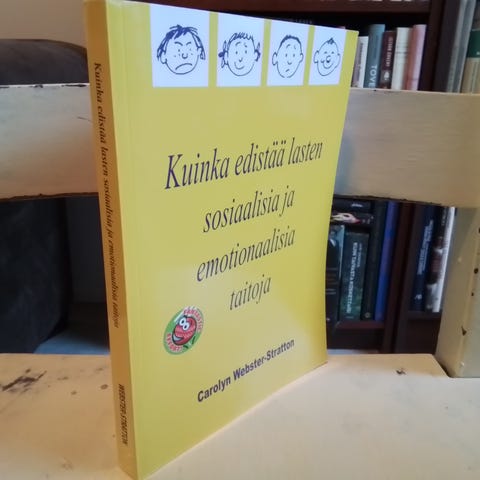 Kuinka edistää lasten
sosiaalisia ja
emotionaalisia
taitoja
Carolyn Webster-Stratton
Kuinka edistää lasten sosiaalisia ja emotionaalisia taitoja
WEBSTER-STRATTON